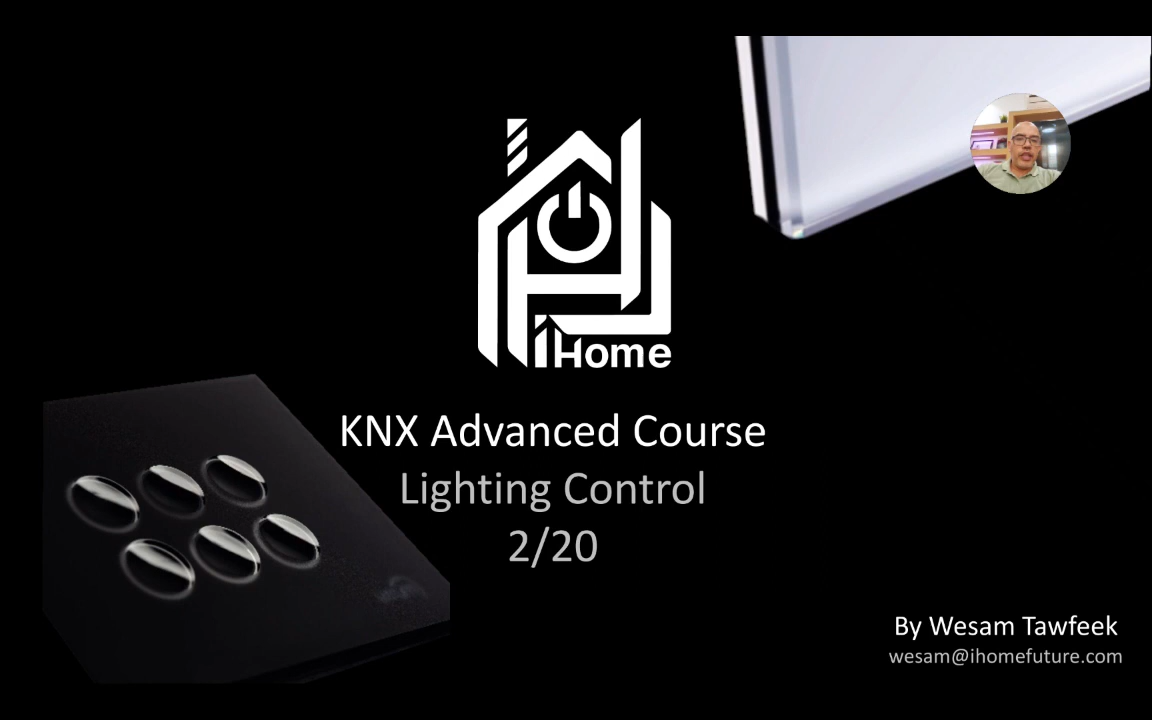 iHome
KNX Advanced Course
Lighting Control
2/20
By Wesam Tawfeek
wesam@ihomefuture.com